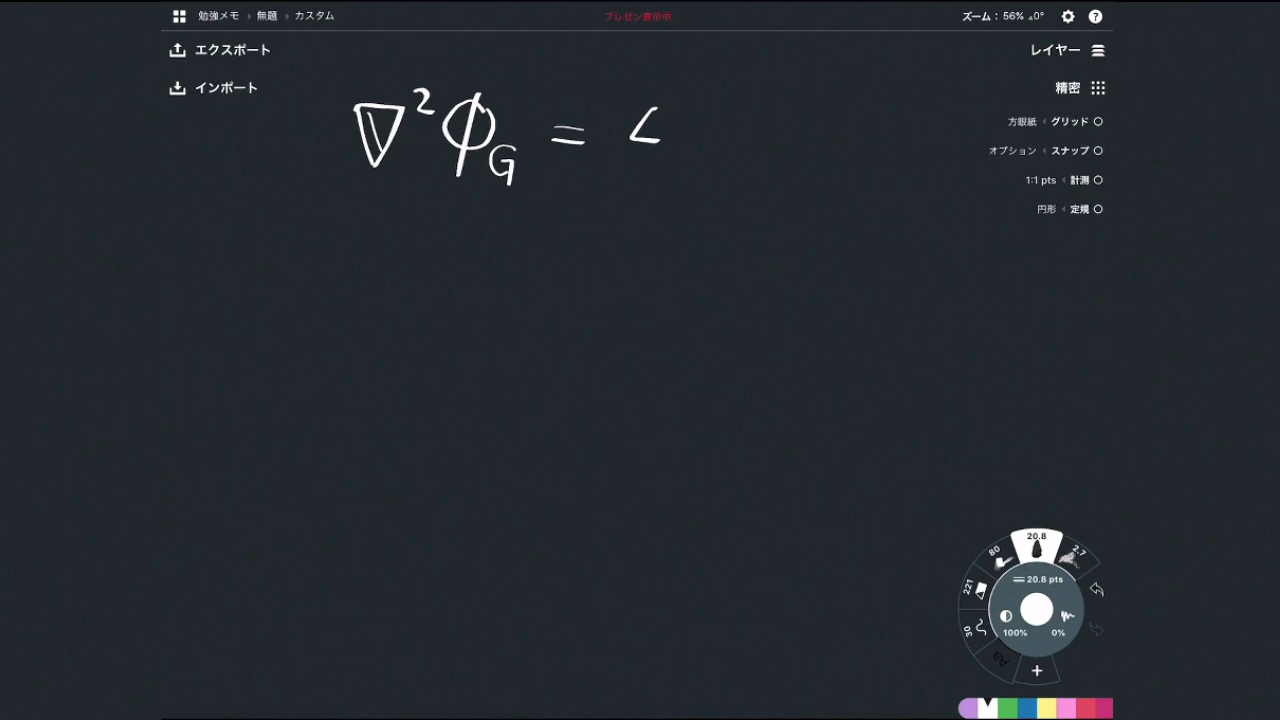 勉強メモ › 無題 › カスタム
プレゼン表示中
ズーム : 56% ⊿0°
エクスポート
レイヤー
インポート
精密
∇²ϕ_G = ∠
方眼紙 ‹ グリッド
オプション ‹ スナップ
1:1 pts ‹ 計測
円形 ‹ 定規
20.8
80
2.7
221
20.8 pts
30
100%
0%
Aa
+